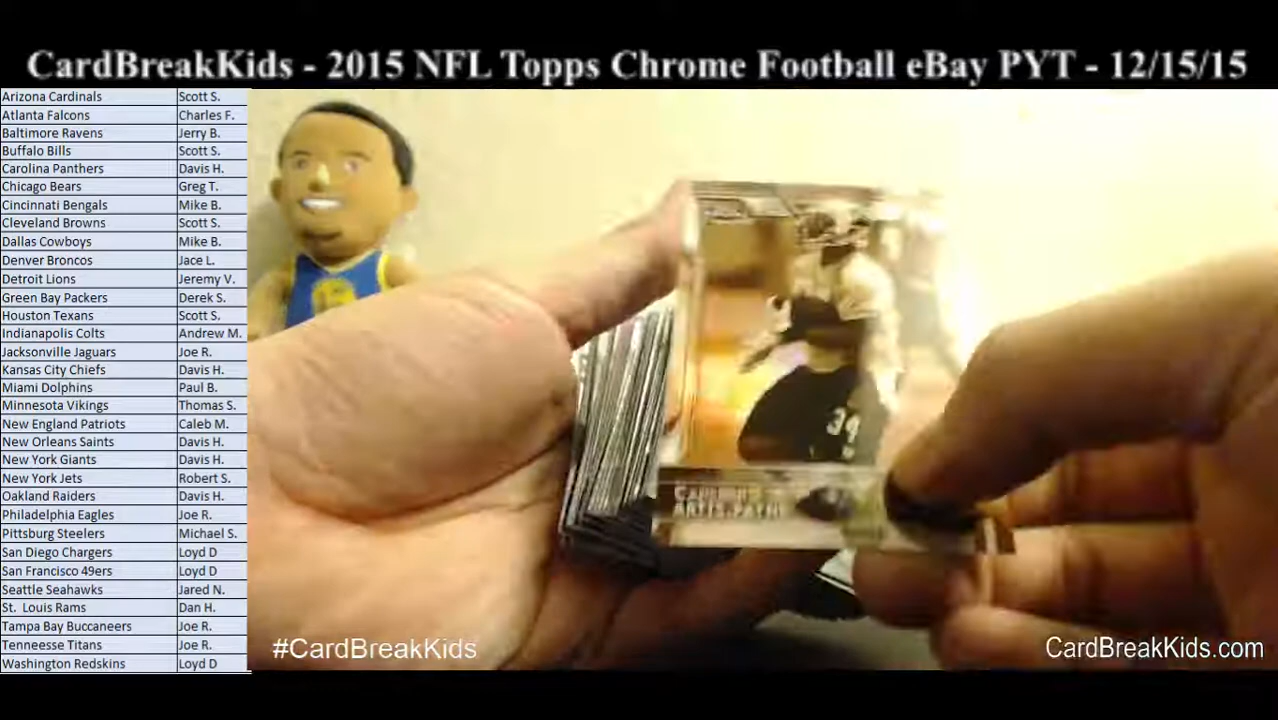 CardBreakKids - 2015 NFL Topps Chrome Football eBay PYT - 12/15/15
Arizona Cardinals Scott S.
Atlanta Falcons Charles F.
Baltimore Ravens Jerry B.
Buffalo Bills Scott S.
Carolina Panthers Davis H.
Chicago Bears Greg T.
Cincinnati Bengals Mike B.
Cleveland Browns Scott S.
Dallas Cowboys Mike B.
Denver Broncos Jace L.
Detroit Lions Jeremy V.
Green Bay Packers Derek S.
Houston Texans Scott S.
Indianapolis Colts Andrew M.
Jacksonville Jaguars Joe R.
Kansas City Chiefs Davis H.
Miami Dolphins Paul B.
Minnesota Vikings Thomas S.
New England Patriots Caleb M.
New Orleans Saints Davis H.
New York Giants Davis H.
New York Jets Robert S.
Oakland Raiders Davis H.
Philadelphia Eagles Joe R.
Pittsburg Steelers Michael S.
San Diego Chargers Loyd D
San Francisco 49ers Loyd D
Seattle Seahawks Jared N.
St. Louis Rams Dan H.
Tampa Bay Buccaneers Joe R.
Tenneesse Titans Joe R.
Washington Redskins Loyd D
34
#CardBreakKids
CardBreakKids.com